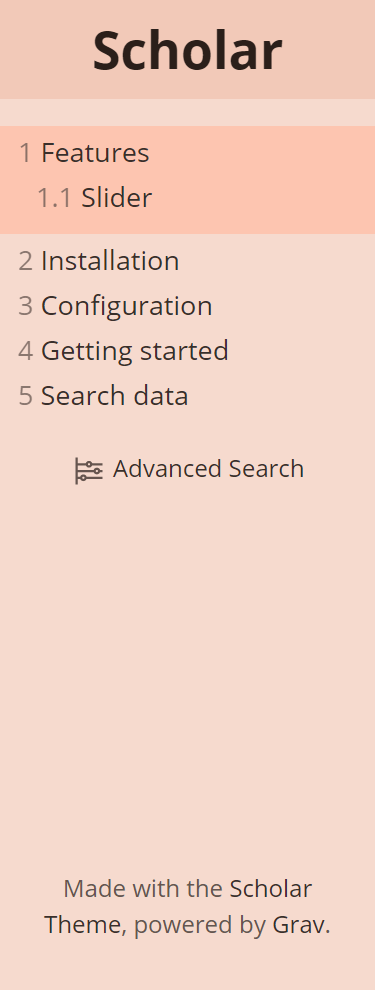 Scholar
1 Features
1.1 Slider
2 Installation
3 Configuration
4 Getting started
5 Search data
Advanced Search
Made with the Scholar
Theme, powered by Grav.